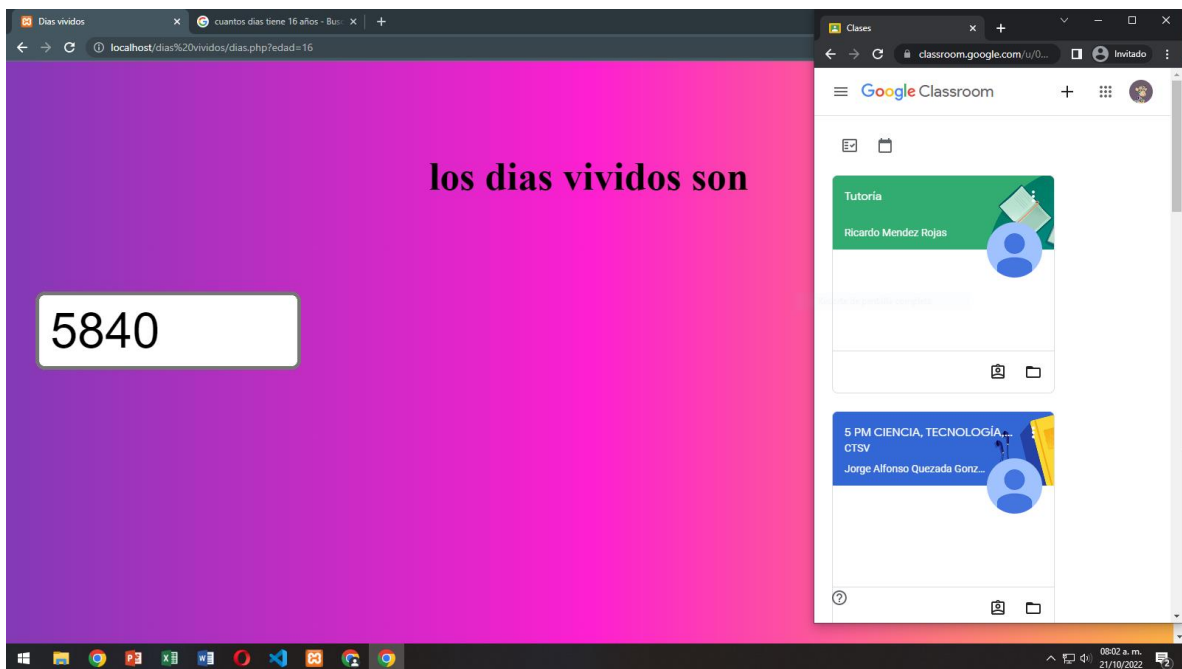 Dias vividos
cuantos dias tiene 16 años - Bus
localhost/dias%20vividos/dias.php?edad=16
los dias vividos son
5840
Clases
classroom.google.com/u/0...
Invitado
Google Classroom
Tutoría
Ricardo Mendez Rojas
5 PM CIENCIA, TECNOLOGÍA,...
CTSV
Jorge Alfonso Quezada Gonz...
08:02 a. m.
21/10/2022
2